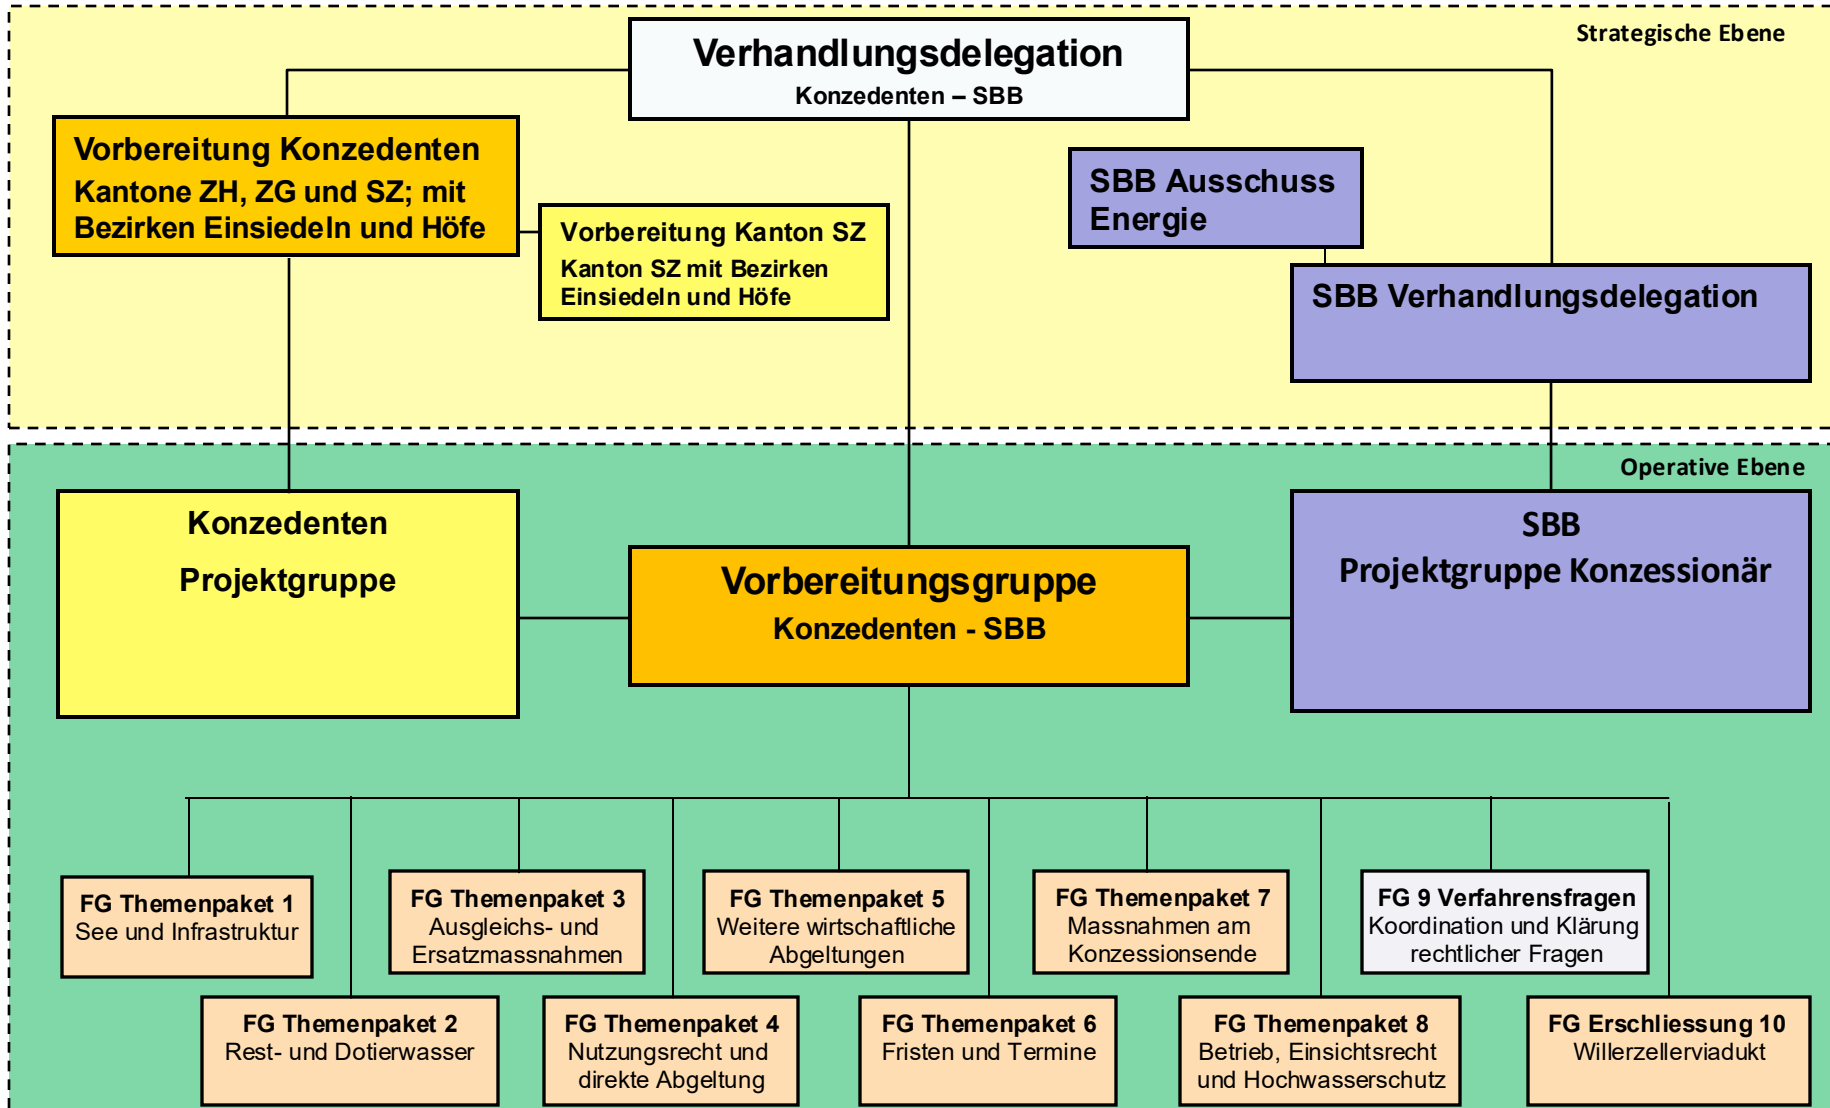 Strategische Ebene
Verhandlungsdelegation
Konzedenten – SBB
Vorbereitung Konzedenten
Kantone ZH, ZG und SZ; mit
Bezirken Einsiedeln und Höfe
Vorbereitung Kanton SZ
Kanton SZ mit Bezirken
Einsiedeln und Höfe
SBB Ausschuss
Energie
SBB Verhandlungsdelegation
Operative Ebene
Konzedenten
Projektgruppe
Vorbereitungsgruppe
Konzedenten - SBB
SBB
Projektgruppe Konzessionär
FG Themenpaket 1
See und Infrastruktur
FG Themenpaket 2
Rest- und Dotierwasser
FG Themenpaket 3
Ausgleichs- und
Ersatzmassnahmen
FG Themenpaket 4
Nutzungsrecht und
direkte Abgeltung
FG Themenpaket 5
Weitere wirtschaftliche
Abgeltungen
FG Themenpaket 6
Fristen und Termine
FG Themenpaket 7
Massnahmen am
Konzessionsende
FG Themenpaket 8
Betrieb, Einsichtsrecht
und Hochwasserschutz
FG 9 Verfahrensfragen
Koordination und Klärung
rechtlicher Fragen
FG Erschliessung 10
Willerzellerviadukt